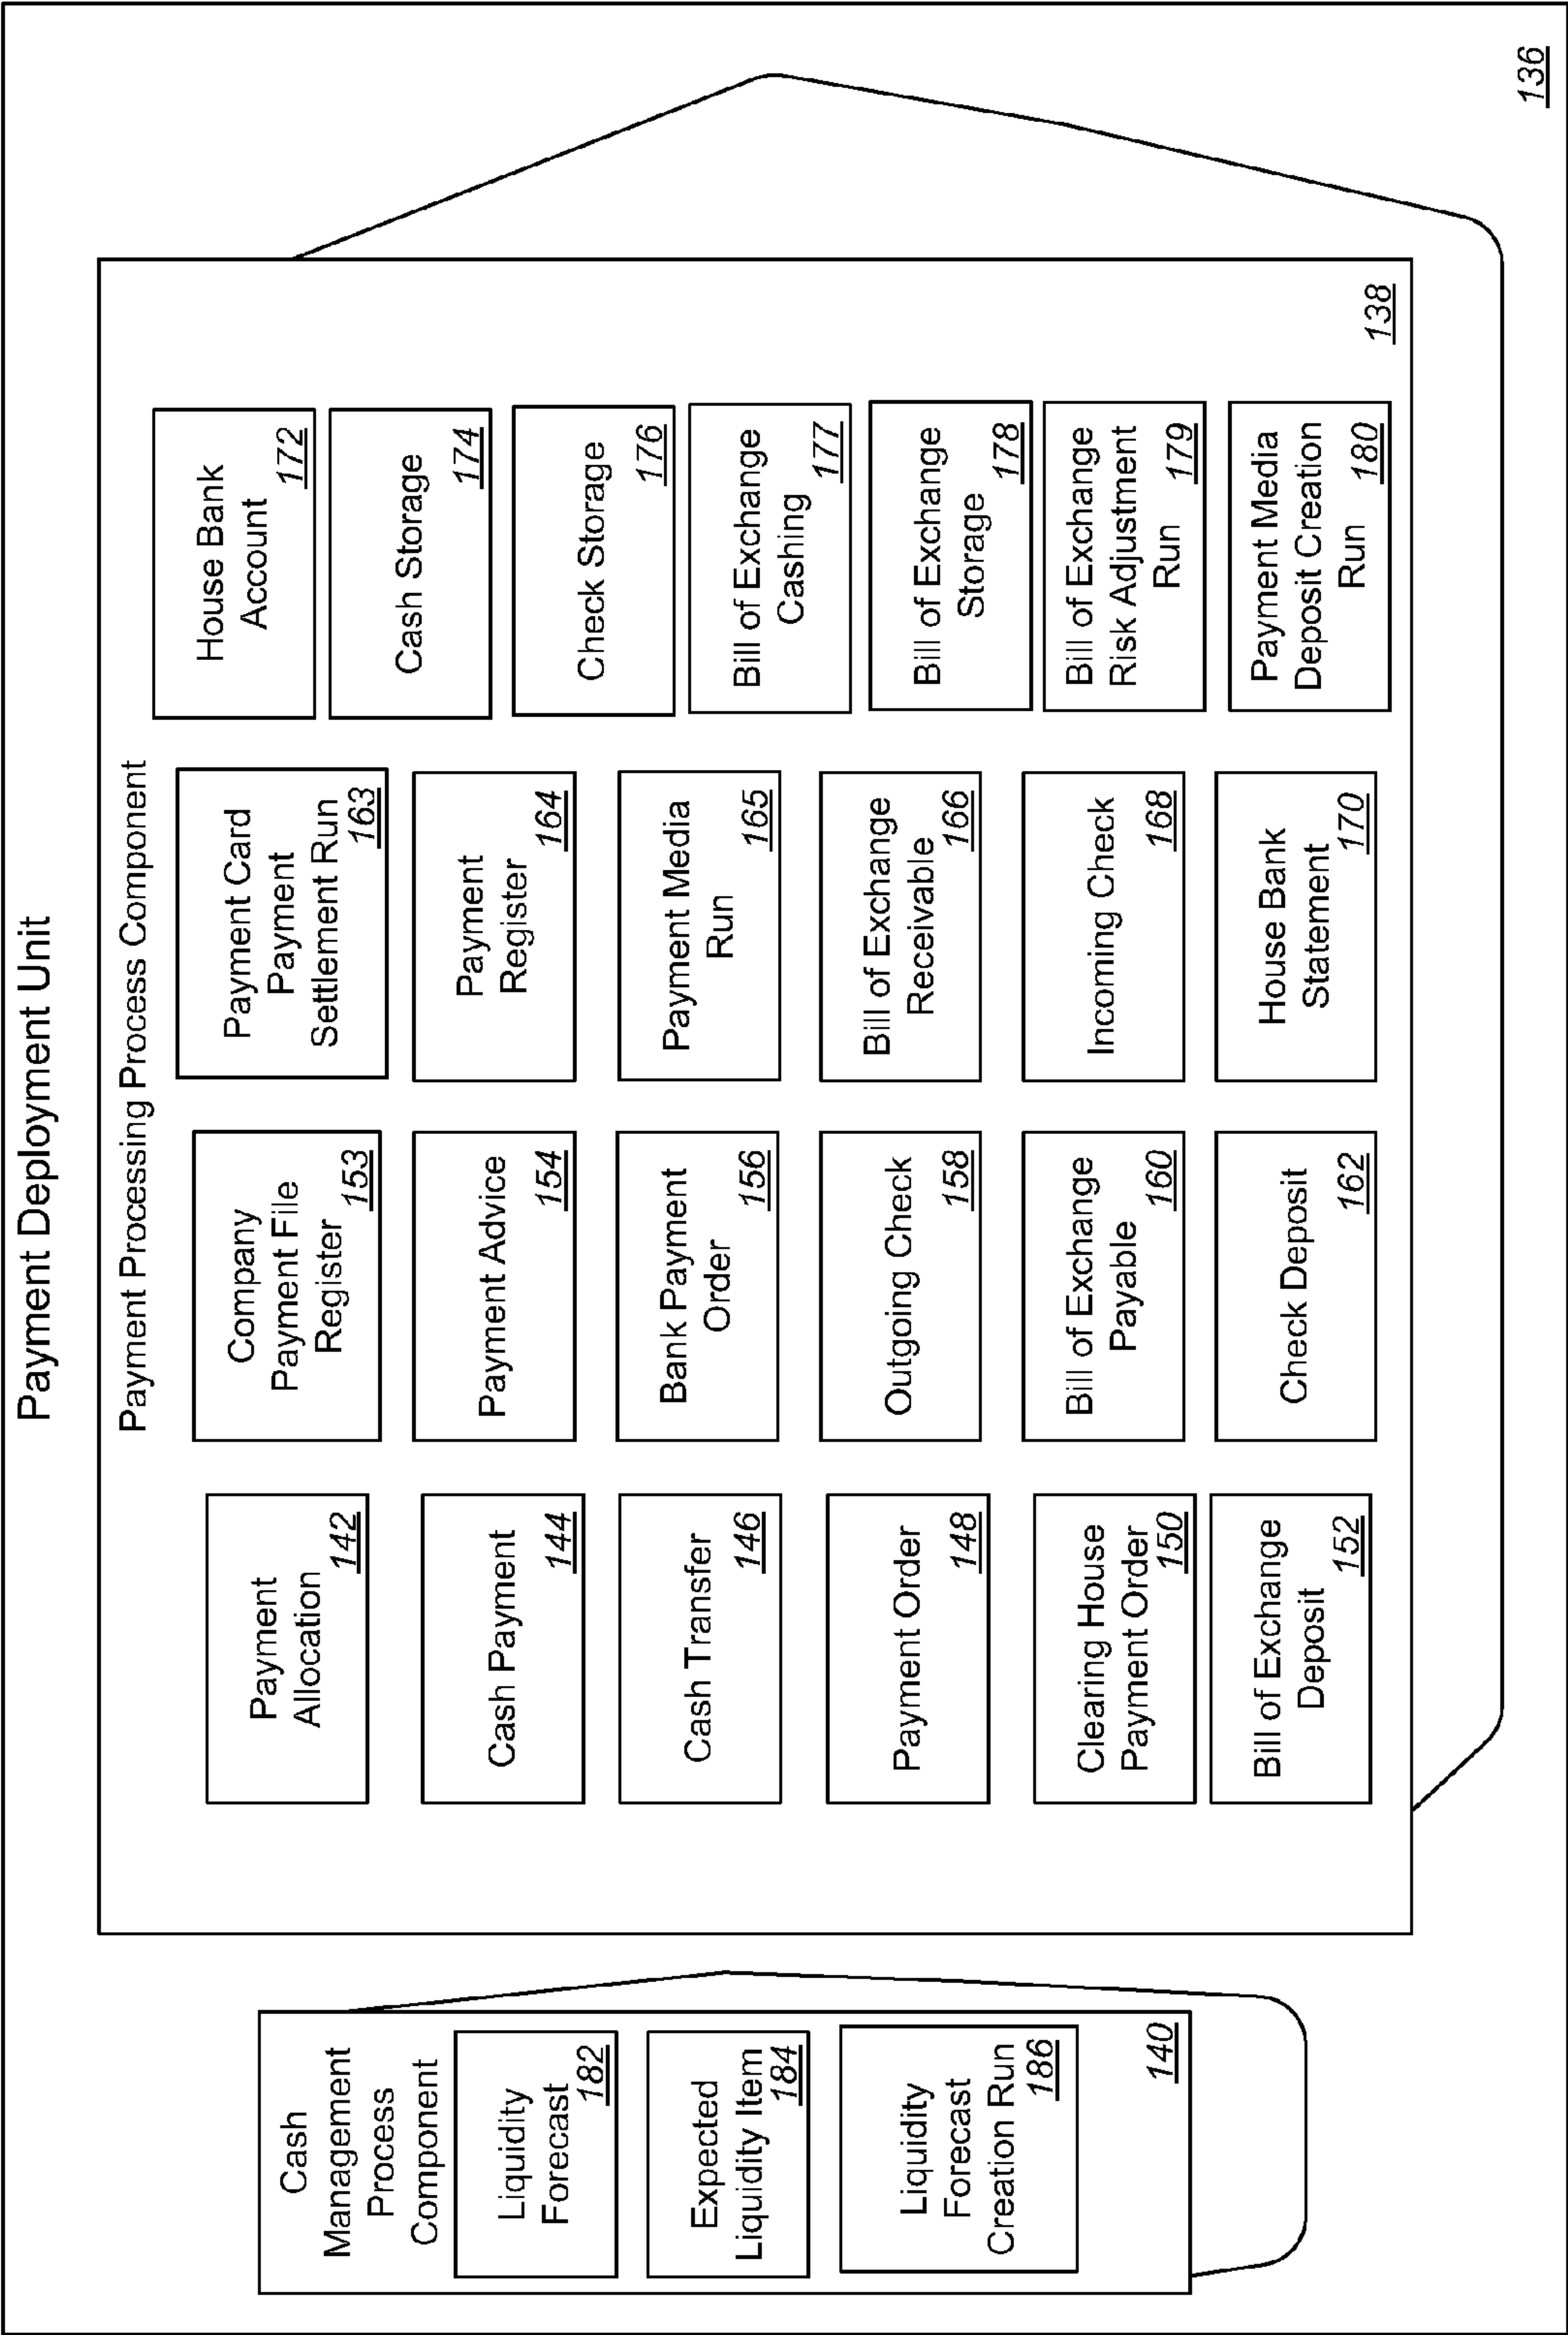 Payment Deployment Unit
Cash
Management
Process
Component
Liquidity
Forecast
182
Expected
Liquidity Item
184
Liquidity
Forecast
Creation Run
186
140
Payment Processing Process Component
Payment
Allocation
142
Cash Payment
144
Cash Transfer
146
Payment Order
148
Clearing House
Payment Order
150
Bill of Exchange
Deposit
152
Company
Payment File
Register
153
Payment Advice
154
Bank Payment
Order
156
Outgoing Check
158
Bill of Exchange
Payable
160
Check Deposit
162
Payment Card
Payment
Settlement Run
163
Payment
Register
164
Payment Media
Run
165
Bill of Exchange
Receivable
166
Incoming Check
168
House Bank
Statement
170
House Bank
Account
172
Cash Storage
174
Check Storage
176
Bill of Exchange
Cashing
177
Bill of Exchange
Storage
178
Bill of Exchange
Risk Adjustment
Run
179
Payment Media
Deposit Creation
Run
180
138
136